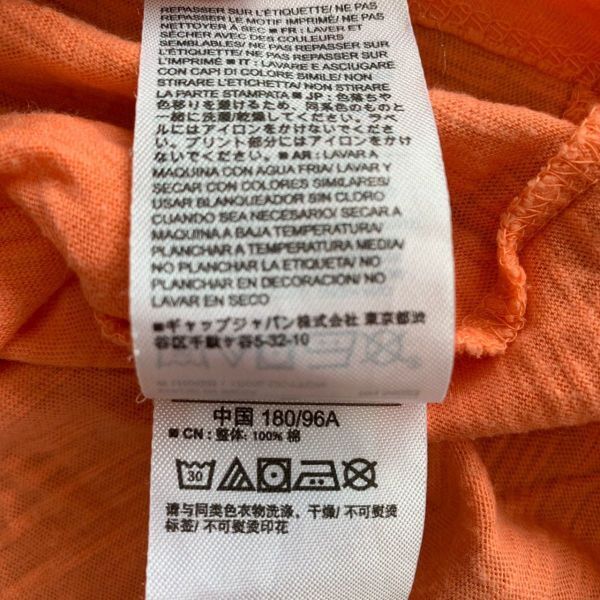 REPASSER SUR L'ÉTIQUETTE/ NE PAS
REPASSER LE MOTIF IMPRIMÉ/ NE PAS
NETTOYER À SEC ■ FR : LAVER ET
SÉCHER AVEC DES COULEURS
SEMBLABLES/ NE PAS REPASSER SUR
L'ÉTIQUETTE/ NE PAS REPASSER
L'IMPRIMÉ ■ IT : LAVARE E ASCIUGARE
CON CAPI DI COLORE SIMILE/ NON
STIRARE L'ETICHETTA/ NON STIRARE
LA PARTE STAMPATA ■ JP : 色落ちや
色移りを避けるため、同系色のものと
一緒に洗濯/乾燥してください。ラベ
ルにはアイロンをかけないでくださ
い。プリント部分にはアイロンをかけ
ないでください。 ■ AR : LAVAR A
MAQUINA CON AGUA FRIA/ LAVAR Y
SECAR CON COLORES SIMILARES/
USAR BLANQUEADOR SIN CLORO
CUANDO SEA NECESARIO/ SECAR A
MAQUINA A BAJA TEMPERATURA/
PLANCHAR A TEMPERATURA MEDIA/
NO PLANCHAR LA ETIQUETA/ NO
PLANCHAR EN DECORACION/ NO
LAVAR EN SECO
■ ギャップジャパン株式会社 東京都渋
谷区千駄ヶ谷5-32-10
中国 180/96A
■ CN : 整体: 100% 棉
30
请与同类色衣物洗涤，干燥/ 不可熨烫
标签/ 不可熨烫印花